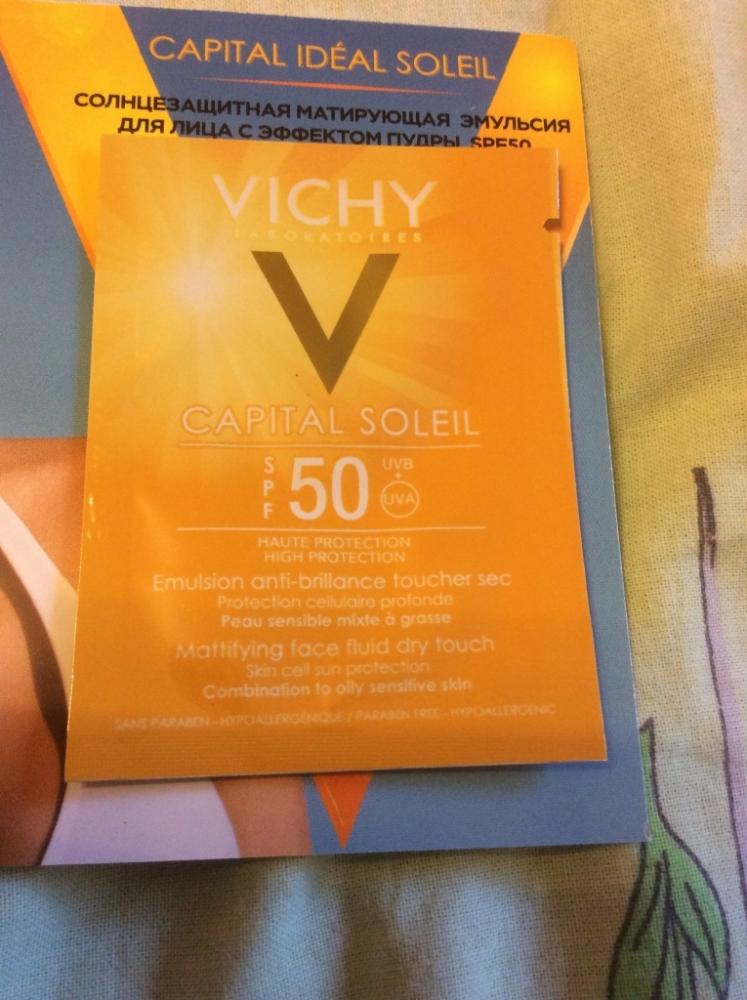 CAPITAL IDÉAL SOLEIL
СОЛНЦЕЗАЩИТНАЯ МАТИРУЮЩАЯ ЭМУЛЬСИЯ
ДЛЯ ЛИЦА С ЭФФЕКТОМ ПУДРЫ SPF50
VICHY
LABORATOIRES
V
CAPITAL SOLEIL
SPF 50 UVB + UVA
HAUTE PROTECTION
HIGH PROTECTION
Emulsion anti-brillance toucher sec
Protection cellulaire profonde
Peau sensible mixte à grasse
Mattifying face fluid dry touch
Skin cell sun protection
Combination to oily sensitive skin
SANS PARABEN - HYPOALLERGÉNIQUE / PARABEN FREE - HYPOALLERGENIC